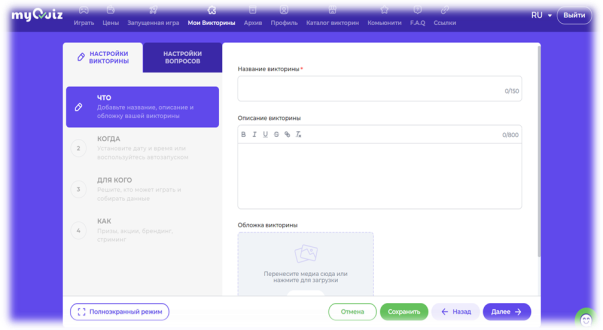 myQuiz
Играть Цены Запущенная игра Мои Викторины Архив Профиль Каталог викторин Комьюнити F.A.Q Ссылки
RU
Выйти
НАСТРОЙКИ
ВИКТОРИНЫ
НАСТРОЙКИ
ВОПРОСОВ
ЧТО
Добавьте название, описание и
обложку вашей викторины
2
КОГДА
Установите дату и время или
воспользуйтесь автозапуском
3
ДЛЯ КОГО
Решите, кто может играть и
собирать данные
4
КАК
Призы, экшен, брендинг,
стриминг
Название викторины *
0/150
Описание викторины
B I U S
0/800
Обложка викторины
Перенесите медиа сюда или
нажмите для загрузки
Полноэкранный режим
Отмена
Сохранить
← Назад
Далее →